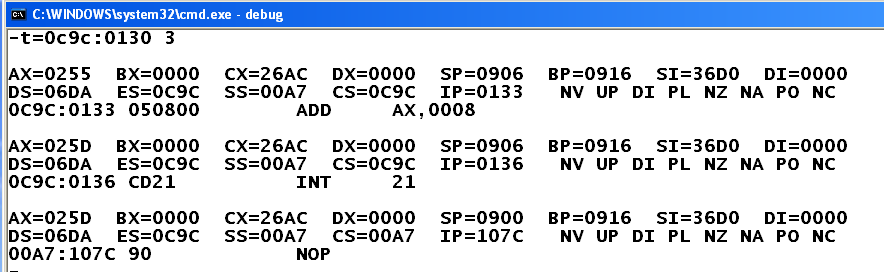 C:\WINDOWS\system32\cmd.exe - debug
-t=0c9c:0130 3
AX=0255  BX=0000  CX=26AC  DX=0000  SP=0906  BP=0916  SI=36D0  DI=0000
DS=06DA  ES=0C9C  SS=00A7  CS=0C9C  IP=0133   NV UP DI PL NZ NA PO NC
0C9C:0133 050800        ADD     AX,0008
AX=025D  BX=0000  CX=26AC  DX=0000  SP=0906  BP=0916  SI=36D0  DI=0000
DS=06DA  ES=0C9C  SS=00A7  CS=0C9C  IP=0136   NV UP DI PL NZ NA PO NC
0C9C:0136 CD21          INT     21
AX=025D  BX=0000  CX=26AC  DX=0000  SP=0900  BP=0916  SI=36D0  DI=0000
DS=06DA  ES=0C9C  SS=00A7  CS=00A7  IP=107C   NV UP DI PL NZ NA PO NC
00A7:107C 90            NOP